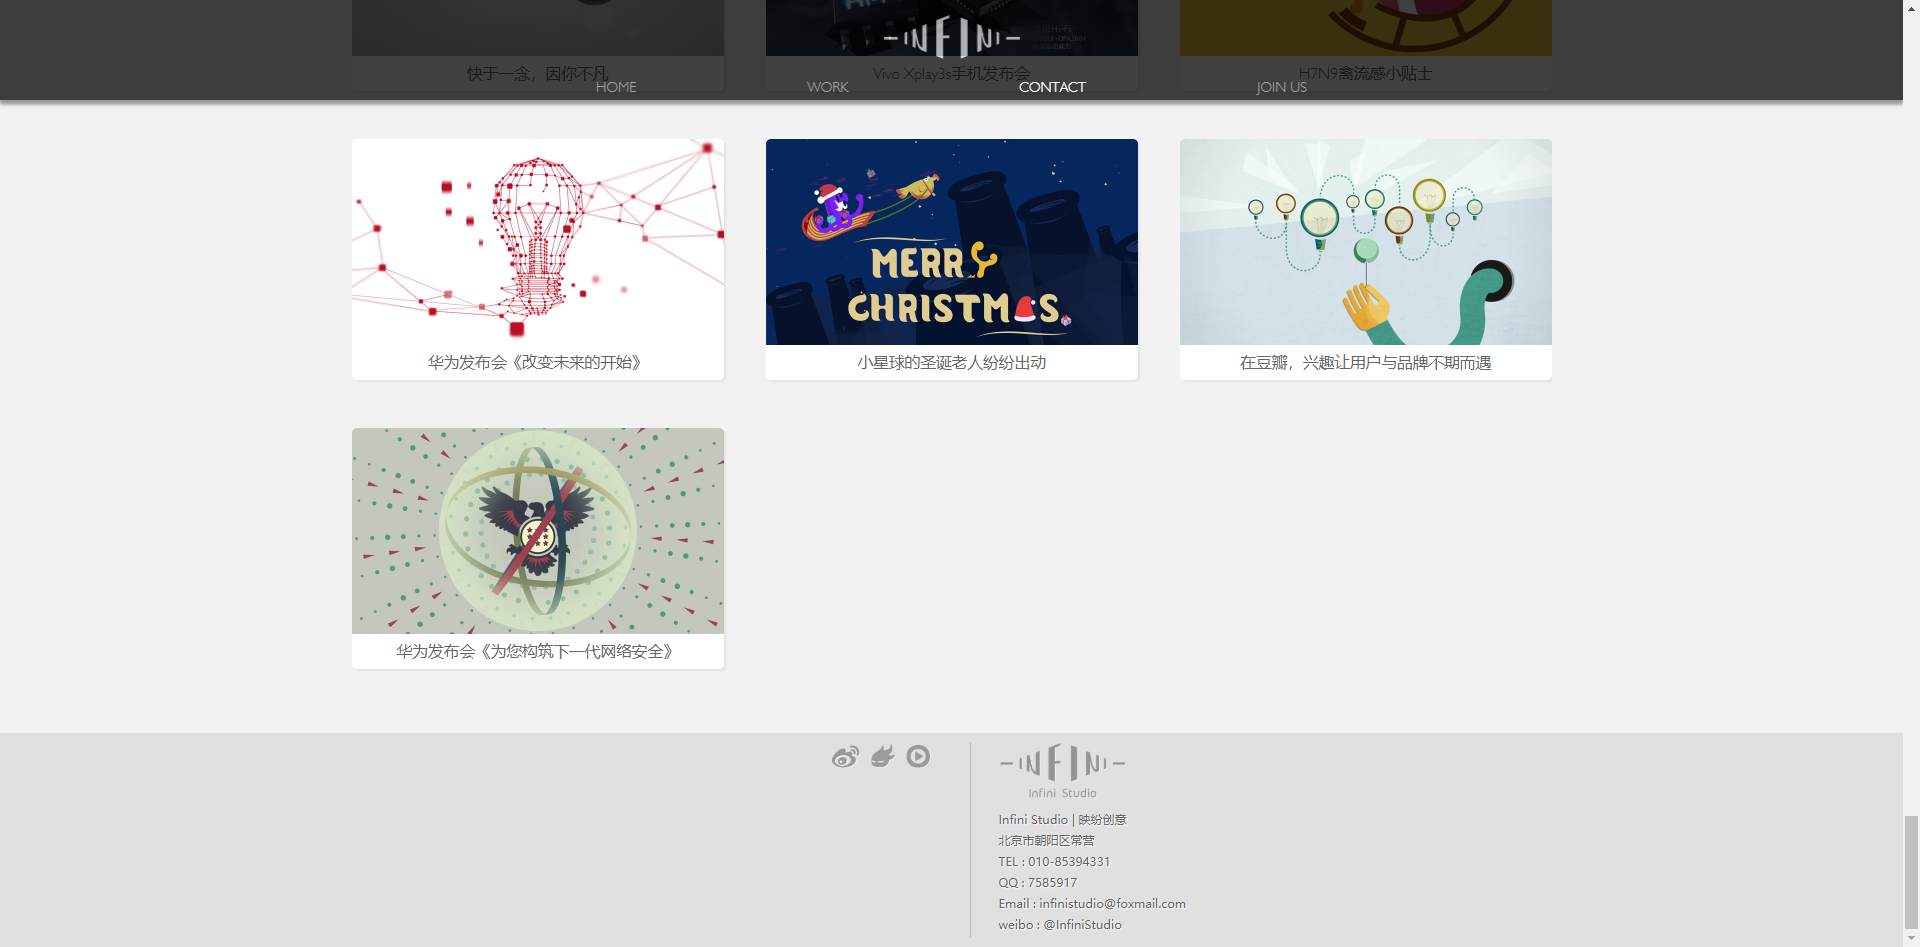 INFINI
快于一念，因你不凡
Vivo Xplay3s手机发布会
H7N9禽流感小贴士
HOME
WORK
CONTACT
JOIN US
MERRY
CHRISTMAS
华为发布会《改变未来的开始》
小星球的圣诞老人纷纷出动
在豆瓣，兴趣让用户与品牌不期而遇
华为发布会《为您构筑下一代网络安全》
INFINI
Infini Studio
Infini Studio | 映纷创意
北京市朝阳区常营
TEL : 010-85394331
QQ : 7585917
Email : infinistudio@foxmail.com
weibo : @InfiniStudio